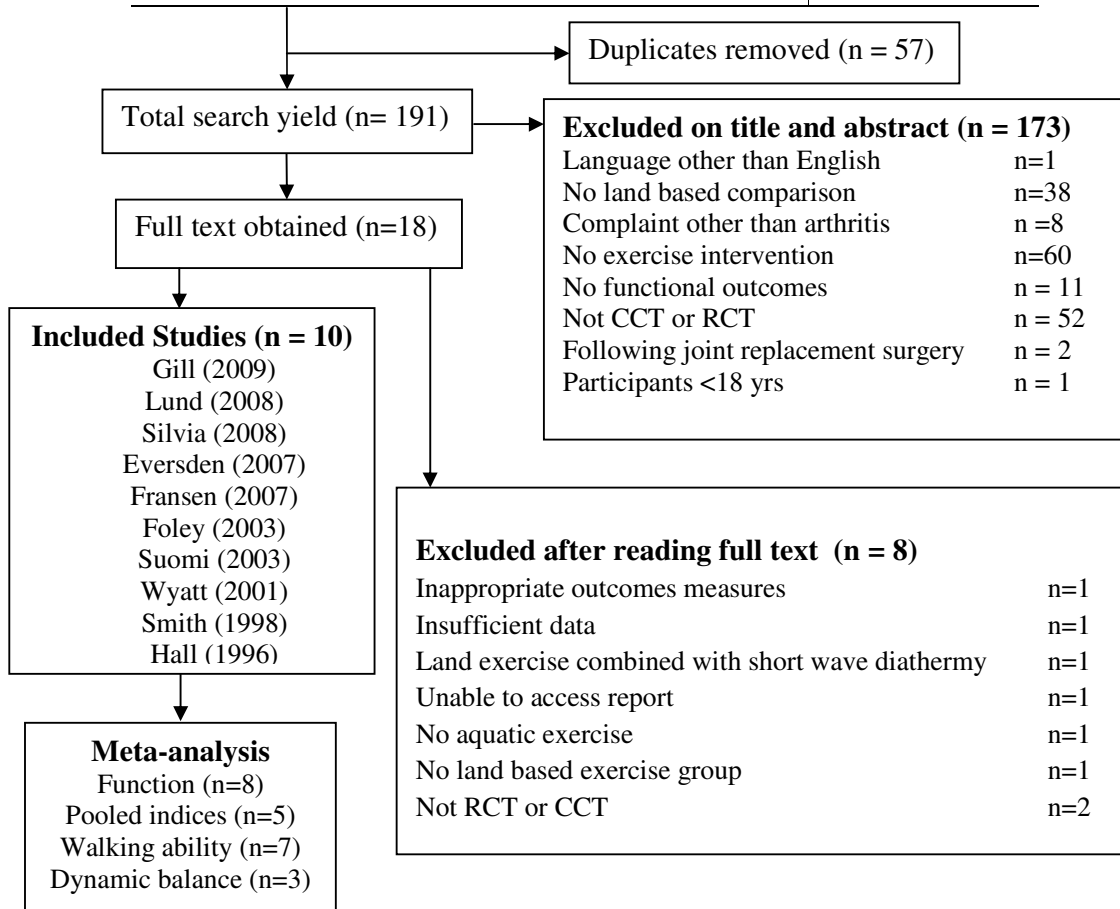 Duplicates removed (n = 57)
Total search yield (n= 191)
Excluded on title and abstract (n = 173)
Language other than English n=1
No land based comparison n=38
Complaint other than arthritis n =8
No exercise intervention n=60
No functional outcomes n = 11
Not CCT or RCT n = 52
Following joint replacement surgery n = 2
Participants <18 yrs n = 1
Full text obtained (n=18)
Included Studies (n = 10)
Gill (2009)
Lund (2008)
Silvia (2008)
Eversden (2007)
Fransen (2007)
Foley (2003)
Suomi (2003)
Wyatt (2001)
Smith (1998)
Hall (1996)
Excluded after reading full text (n = 8)
Inappropriate outcomes measures n=1
Insufficient data n=1
Land exercise combined with short wave diathermy n=1
Unable to access report n=1
No aquatic exercise n=1
No land based exercise group n=1
Not RCT or CCT n=2
Meta-analysis
Function (n=8)
Pooled indices (n=5)
Walking ability (n=7)
Dynamic balance (n=3)